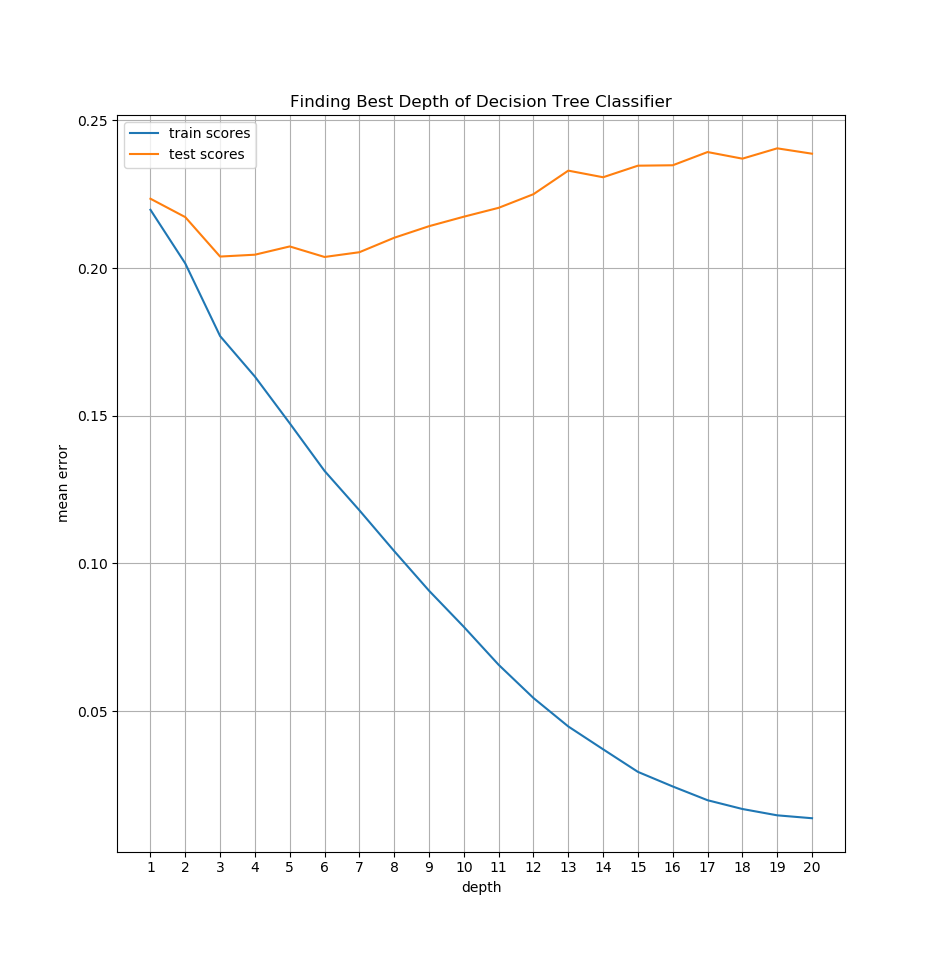 Finding Best Depth of Decision Tree Classifier
train scores
test scores
0.25
0.20
0.15
0.10
0.05
mean error
1 2 3 4 5 6 7 8 9 10 11 12 13 14 15 16 17 18 19 20
depth